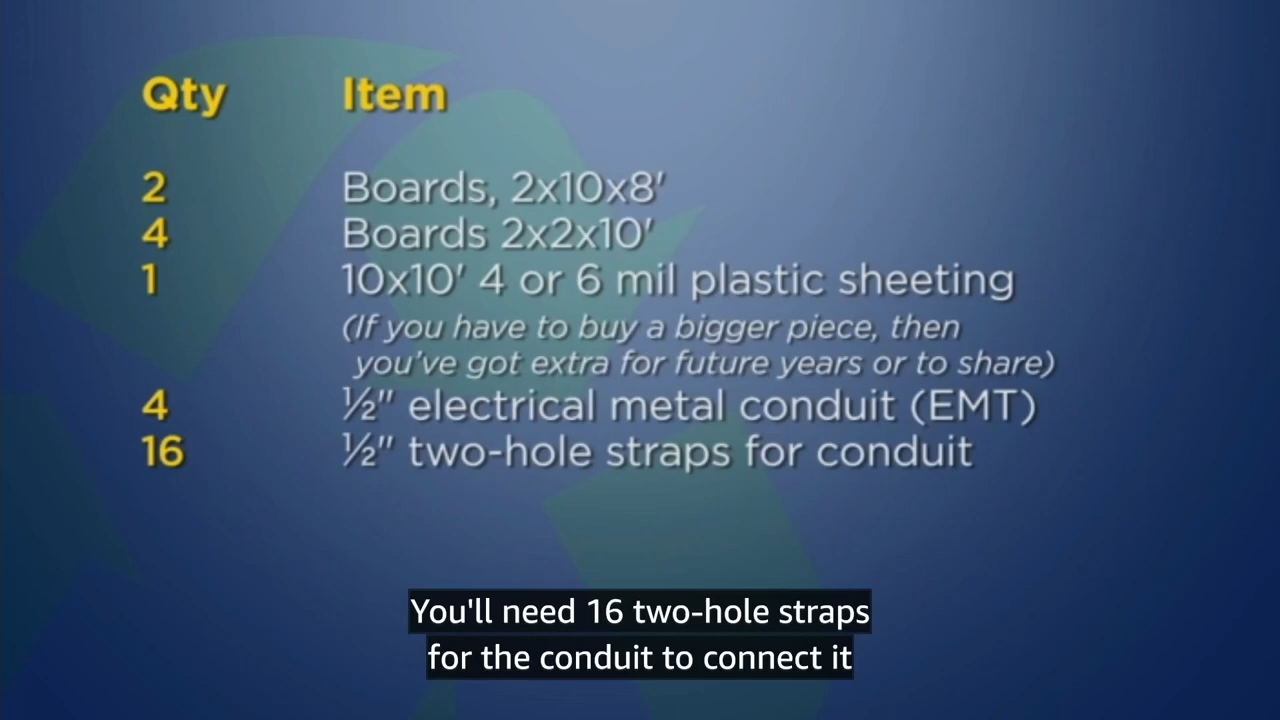 Qty Item
2 Boards, 2x10x8'
4 Boards 2x2x10'
1 10x10' 4 or 6 mil plastic sheeting
(If you have to buy a bigger piece, then
you've got extra for future years or to share)
4 ½" electrical metal conduit (EMT)
16 ½" two-hole straps for conduit
You'll need 16 two-hole straps
for the conduit to connect it